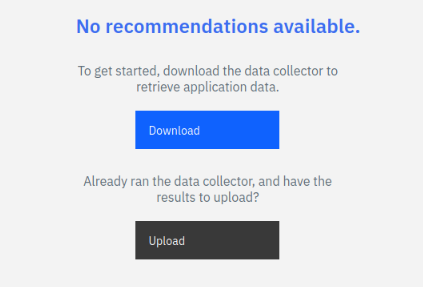 No recommendations available.
To get started, download the data collector to
retrieve application data.
Download
Already ran the data collector, and have the
results to upload?
Upload